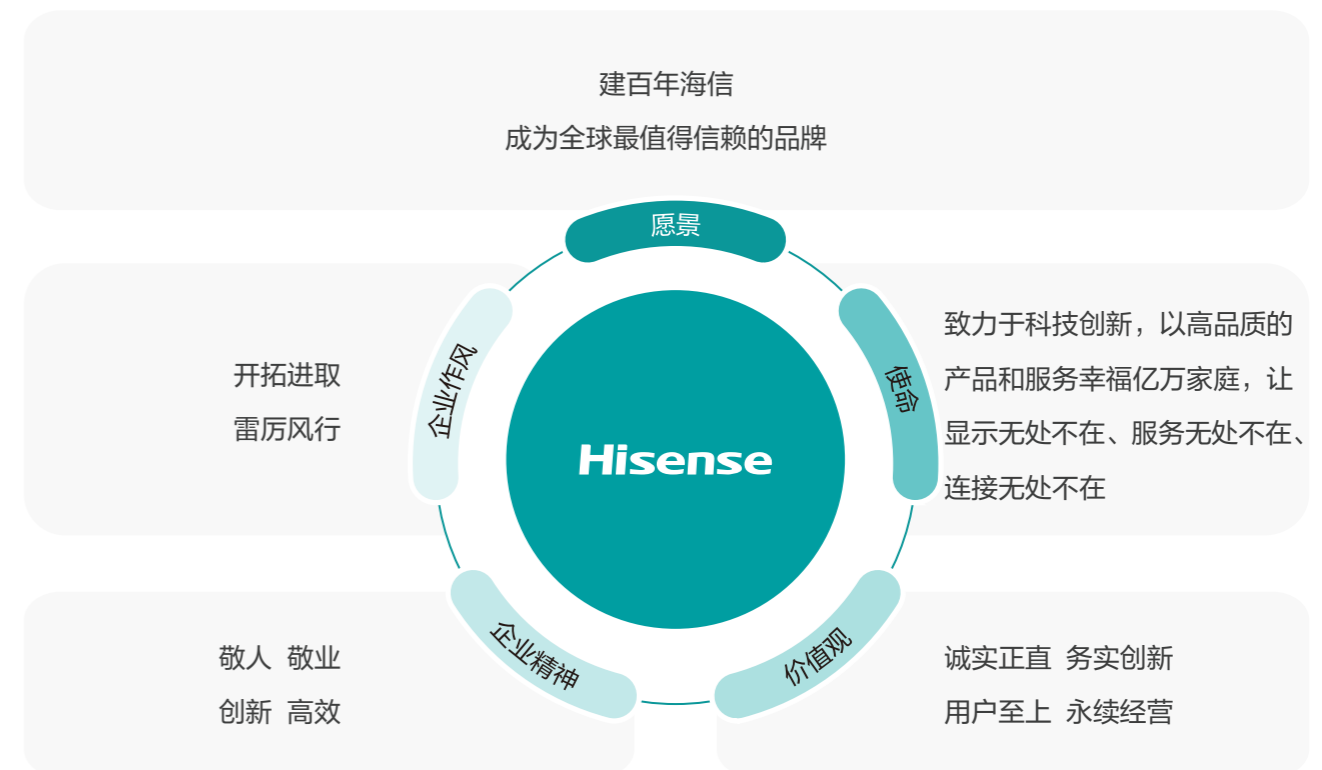 建百年海信
成为全球最值得信赖的品牌
愿景
企业作风
开拓进取
雷厉风行
使命
致力于科技创新，以高品质的
产品和服务幸福亿万家庭，让
显示无处不在、服务无处不在、
连接无处不在
Hisense
企业精神
敬人 敬业
创新 高效
价值观
诚实正直 务实创新
用户至上 永续经营